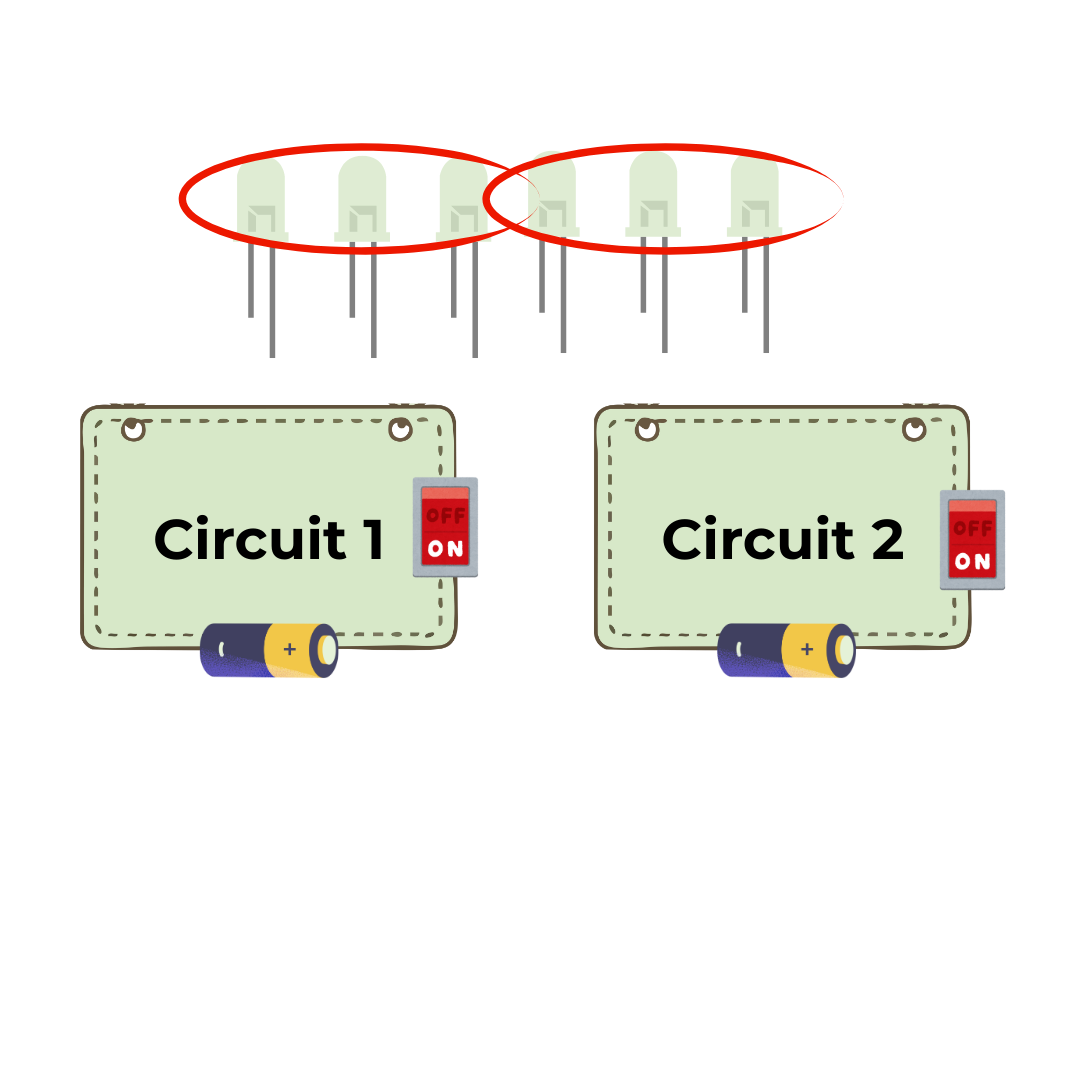 Circuit 1
OFF
ON
Circuit 2
OFF
ON
- +
- +